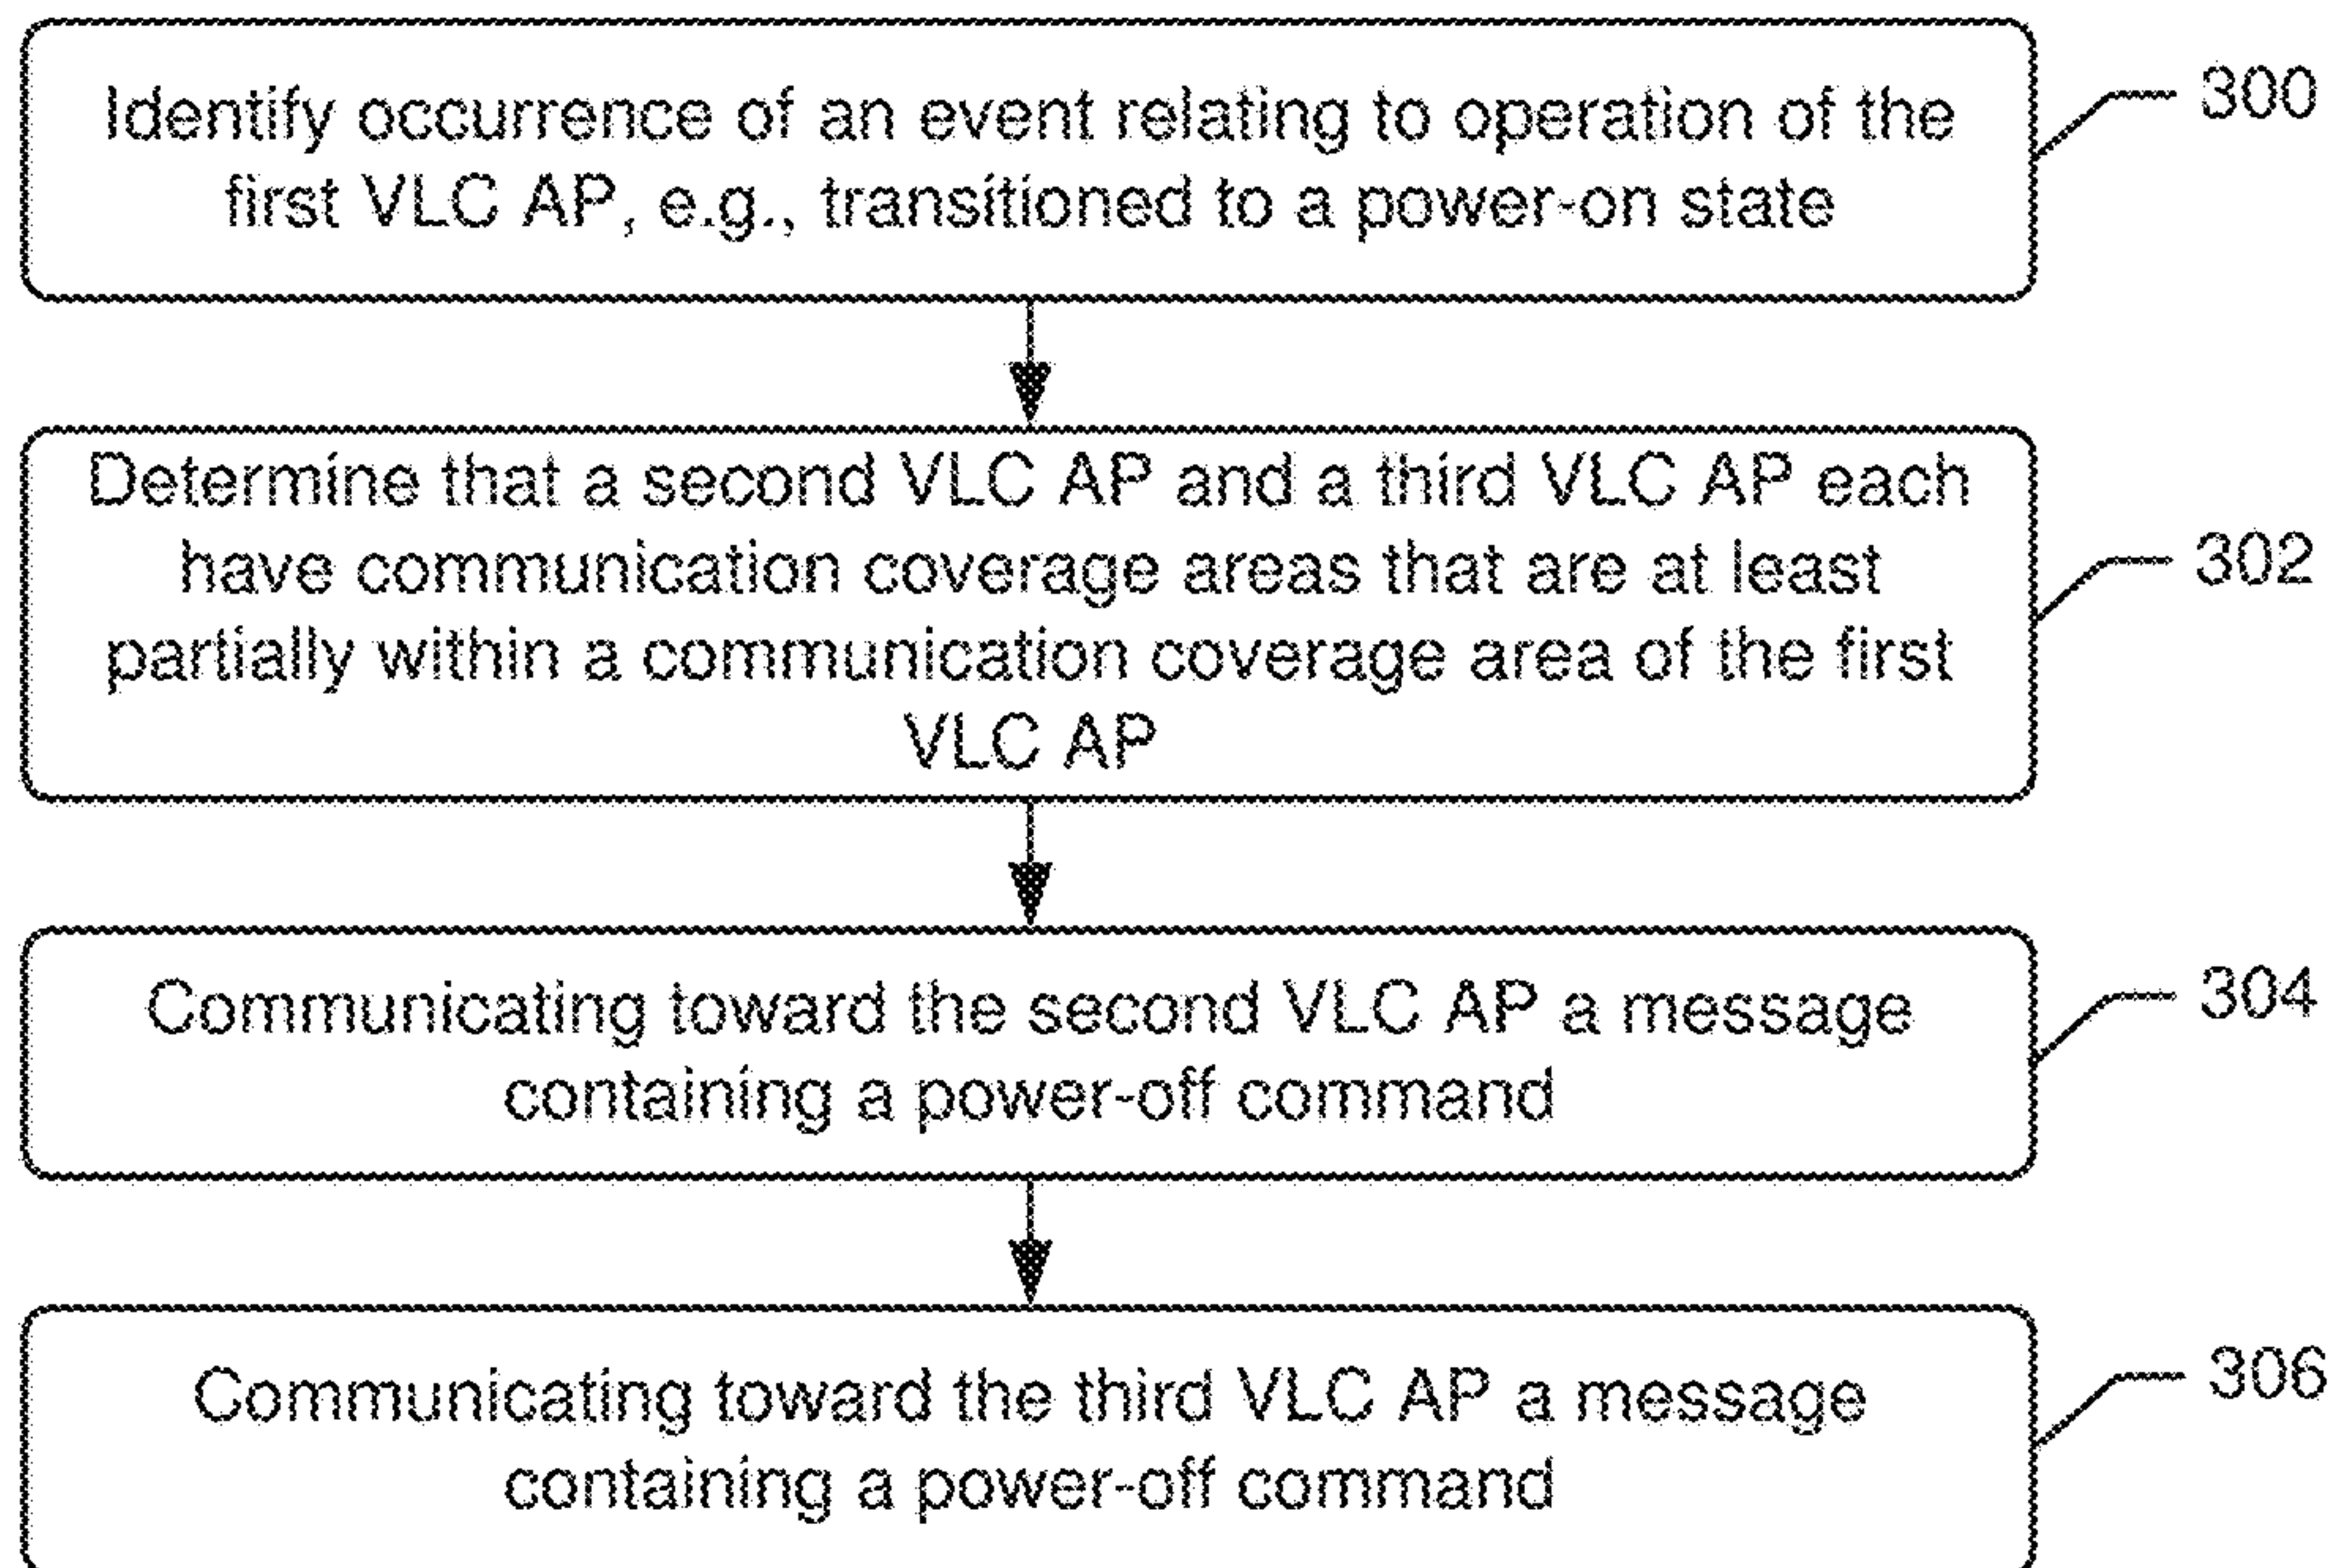 Identify occurrence of an event relating to operation of the
first VLC AP, e.g., transitioned to a power-on state
300
Determine that a second VLC AP and a third VLC AP each
have communication coverage areas that are at least
partially within a communication coverage area of the first
VLC AP
302
Communicating toward the second VLC AP a message
containing a power-off command
304
Communicating toward the third VLC AP a message
containing a power-off command
306